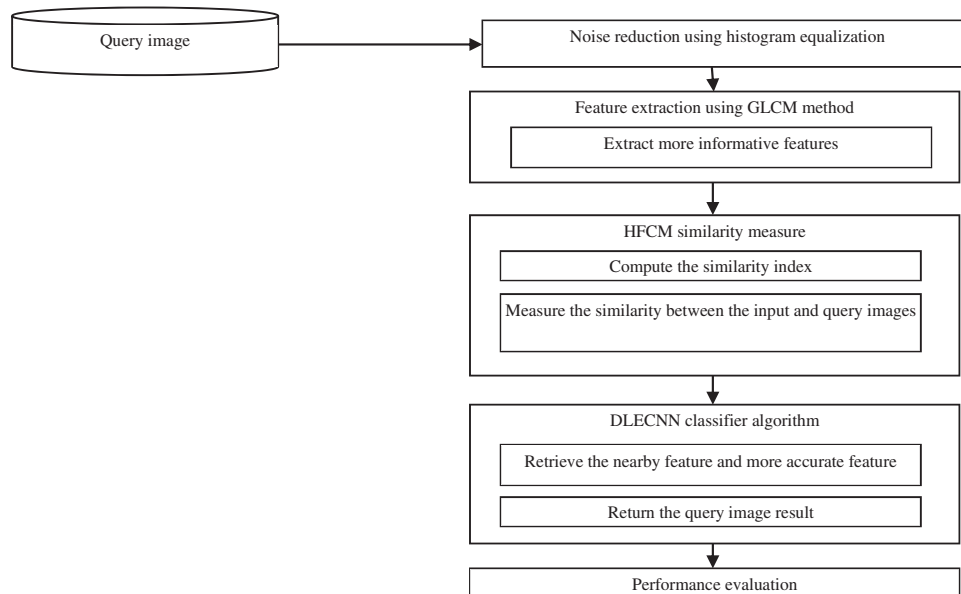 Query image
Noise reduction using histogram equalization
Feature extraction using GLCM method
Extract more informative features
HFCM similarity measure
Compute the similarity index
Measure the similarity between the input and query images
DLECNN classifier algorithm
Retrieve the nearby feature and more accurate feature
Return the query image result
Performance evaluation